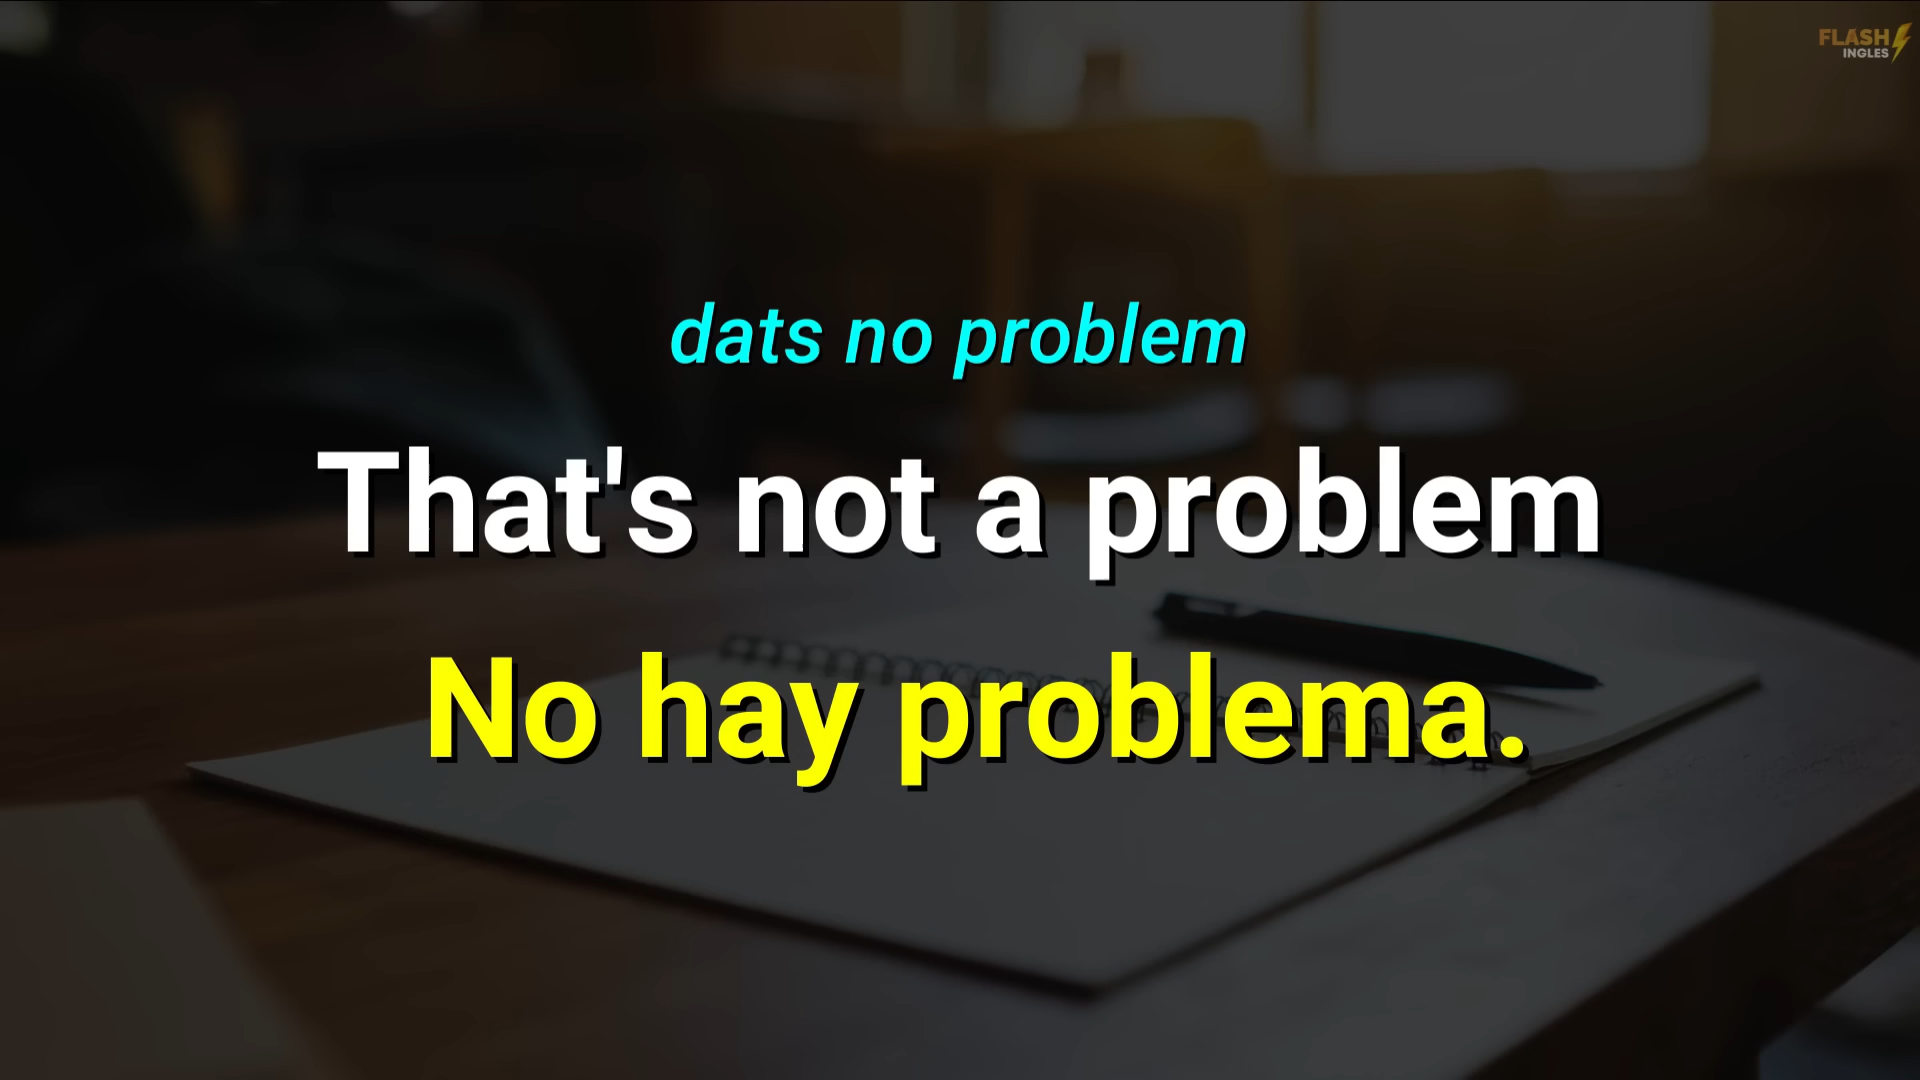 FLASH
INGLES
dats no problem
That's not a problem
No hay problema.